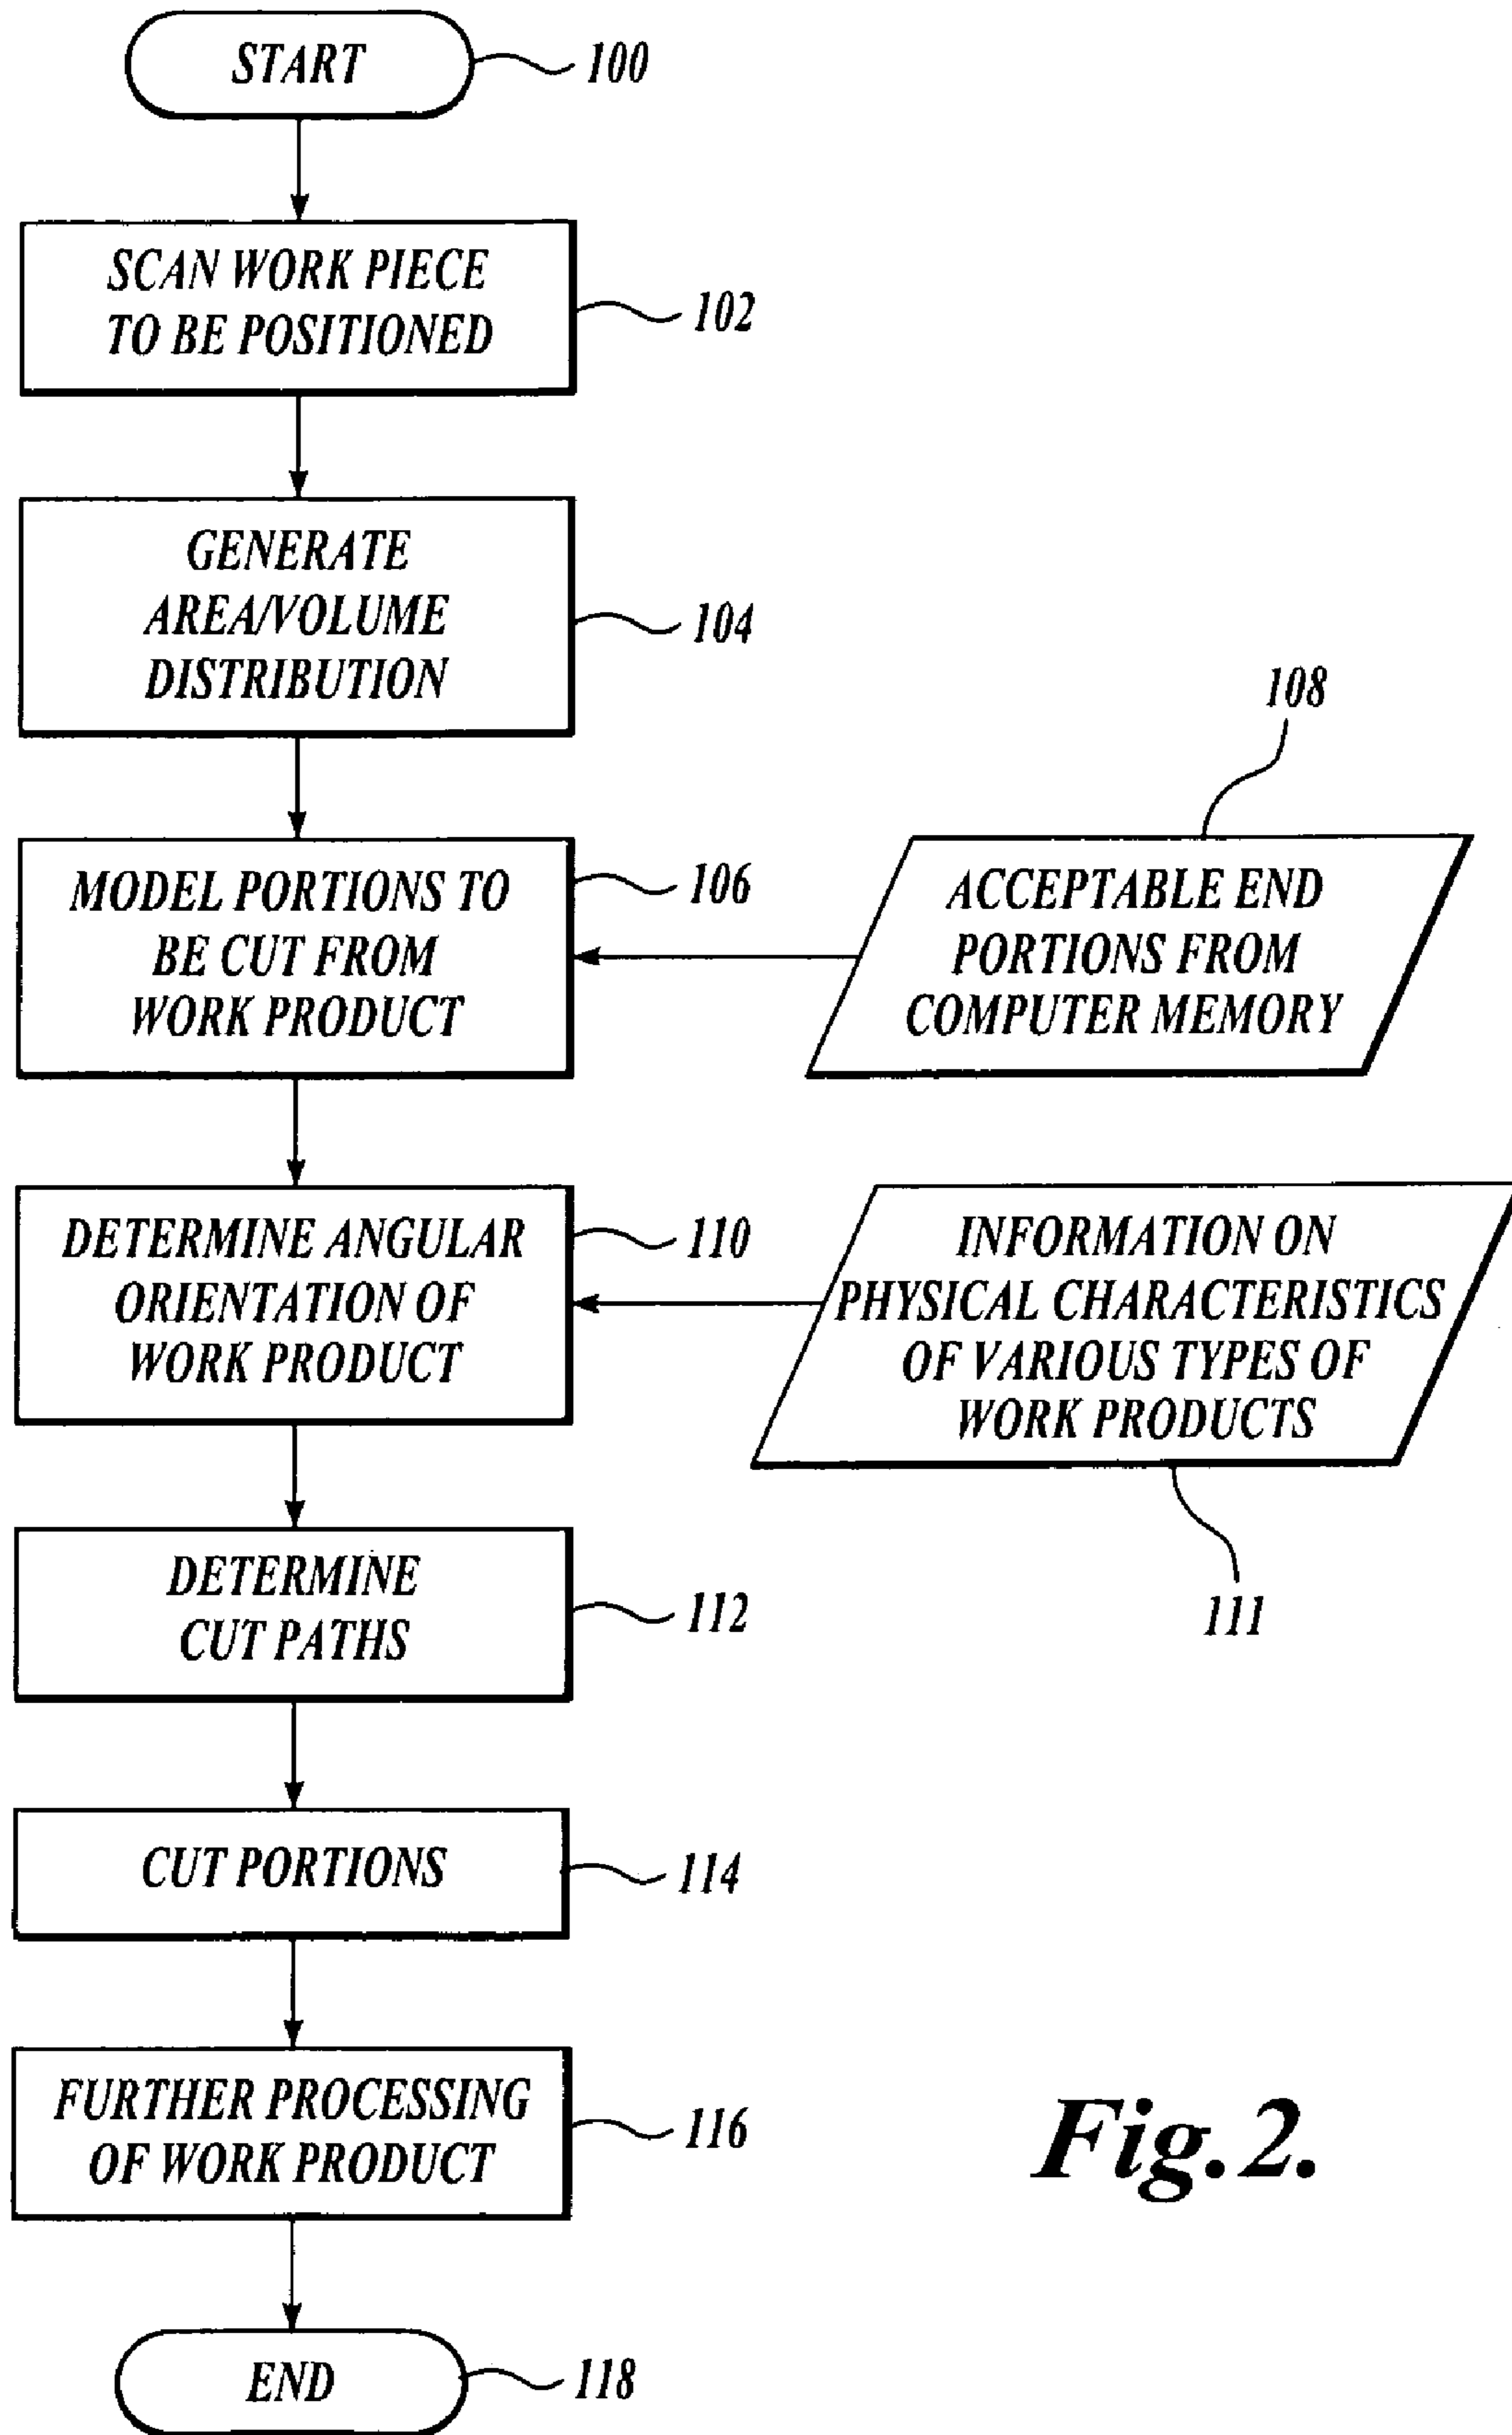 START
100
SCAN WORK PIECE
TO BE POSITIONED
102
GENERATE
AREA/VOLUME
DISTRIBUTION
104
108
MODEL PORTIONS TO
BE CUT FROM
WORK PRODUCT
106
ACCEPTABLE END
PORTIONS FROM
COMPUTER MEMORY
DETERMINE ANGULAR
ORIENTATION OF
WORK PRODUCT
110
INFORMATION ON
PHYSICAL CHARACTERISTICS
OF VARIOUS TYPES OF
WORK PRODUCTS
111
DETERMINE
CUT PATHS
112
CUT PORTIONS
114
FURTHER PROCESSING
OF WORK PRODUCT
116
Fig.2.
END
118